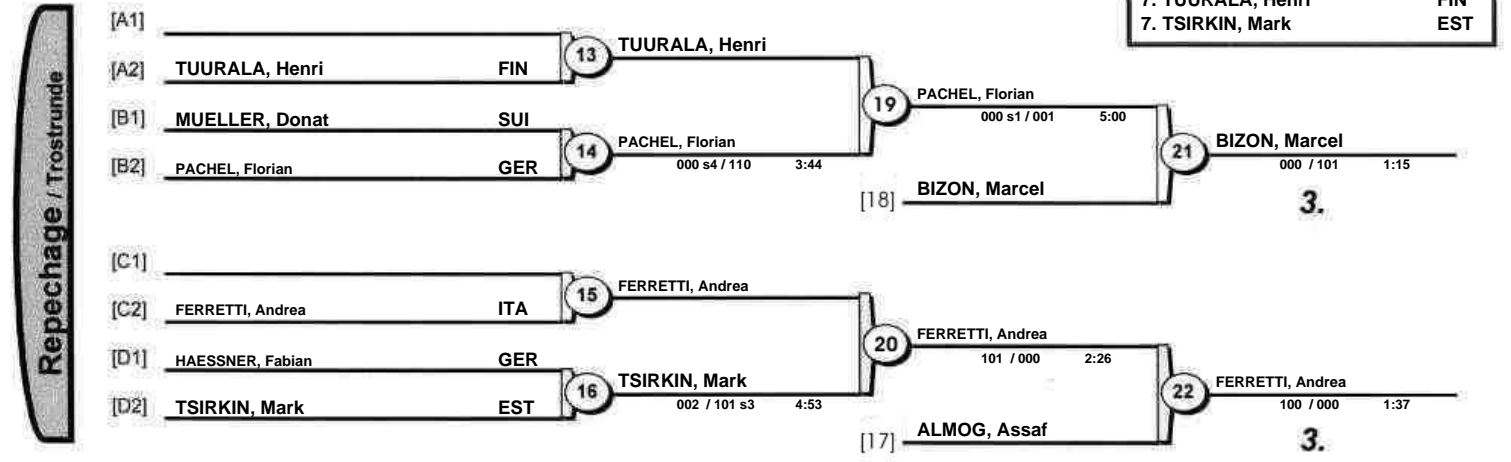 7. TUURALA, Henri FIN
7. TSIRKIN, Mark EST
Repechage / Trostrunde
[A1]
13 TUURALA, Henri
[A2] TUURALA, Henri FIN
19 PACHEL, Florian
000 s1 / 001 5:00
[B1] MUELLER, Donat SUI
14 PACHEL, Florian
000 s4 / 110 3:44
21 BIZON, Marcel
000 / 101 1:15
[B2] PACHEL, Florian GER
[18] BIZON, Marcel
3.
[C1]
15 FERRETTI, Andrea
[C2] FERRETTI, Andrea ITA
20 FERRETTI, Andrea
101 / 000 2:26
[D1] HAESSNER, Fabian GER
16 TSIRKIN, Mark
002 / 101 s3 4:53
22 FERRETTI, Andrea
100 / 000 1:37
[D2] TSIRKIN, Mark EST
[17] ALMOG, Assaf
3.